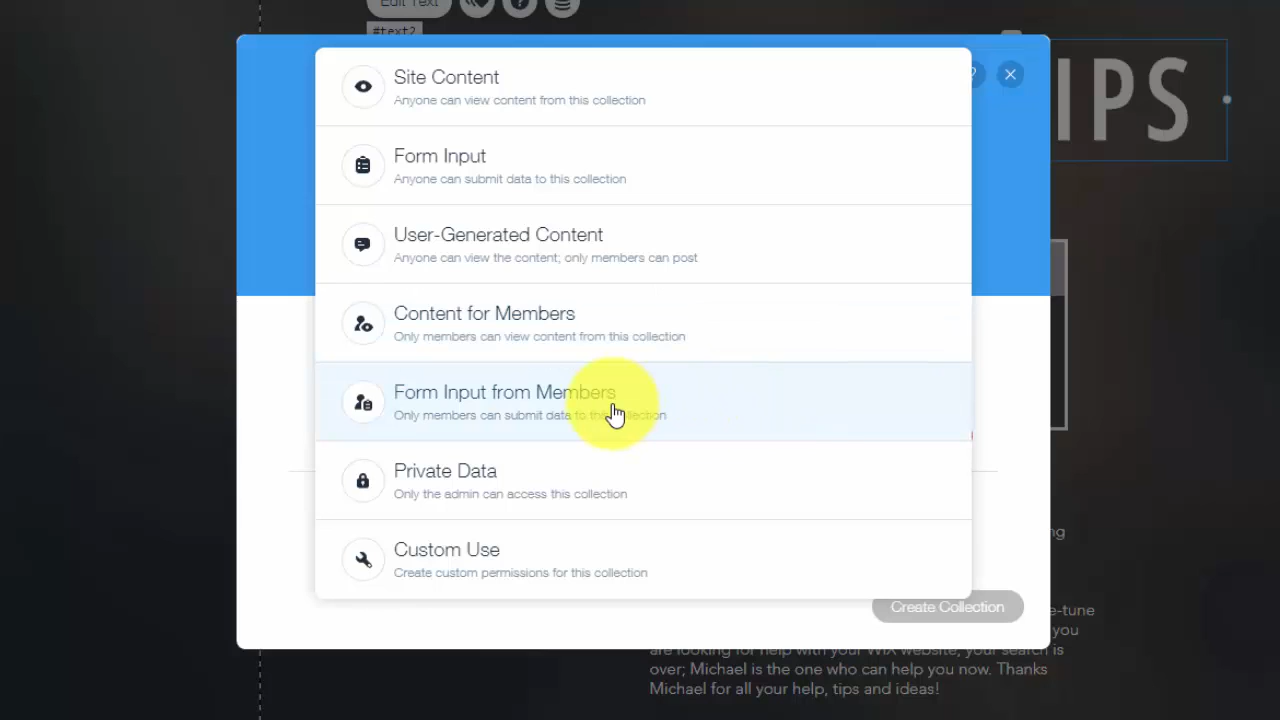 Edit Text
?
#text2
?
IPS
Site Content
Anyone can view content from this collection
Form Input
Anyone can submit data to this collection
User-Generated Content
Anyone can view the content; only members can post
Content for Members
Only members can view content from this collection
Form Input from Members
Only members can submit data to this collection
Private Data
Only the admin can access this collection
Custom Use
Create custom permissions for this collection
Create Collection
ng
e-tune
you
are looking for help with your WIX website, your search is
over; Michael is the one who can help you now. Thanks
Michael for all your help, tips and ideas!